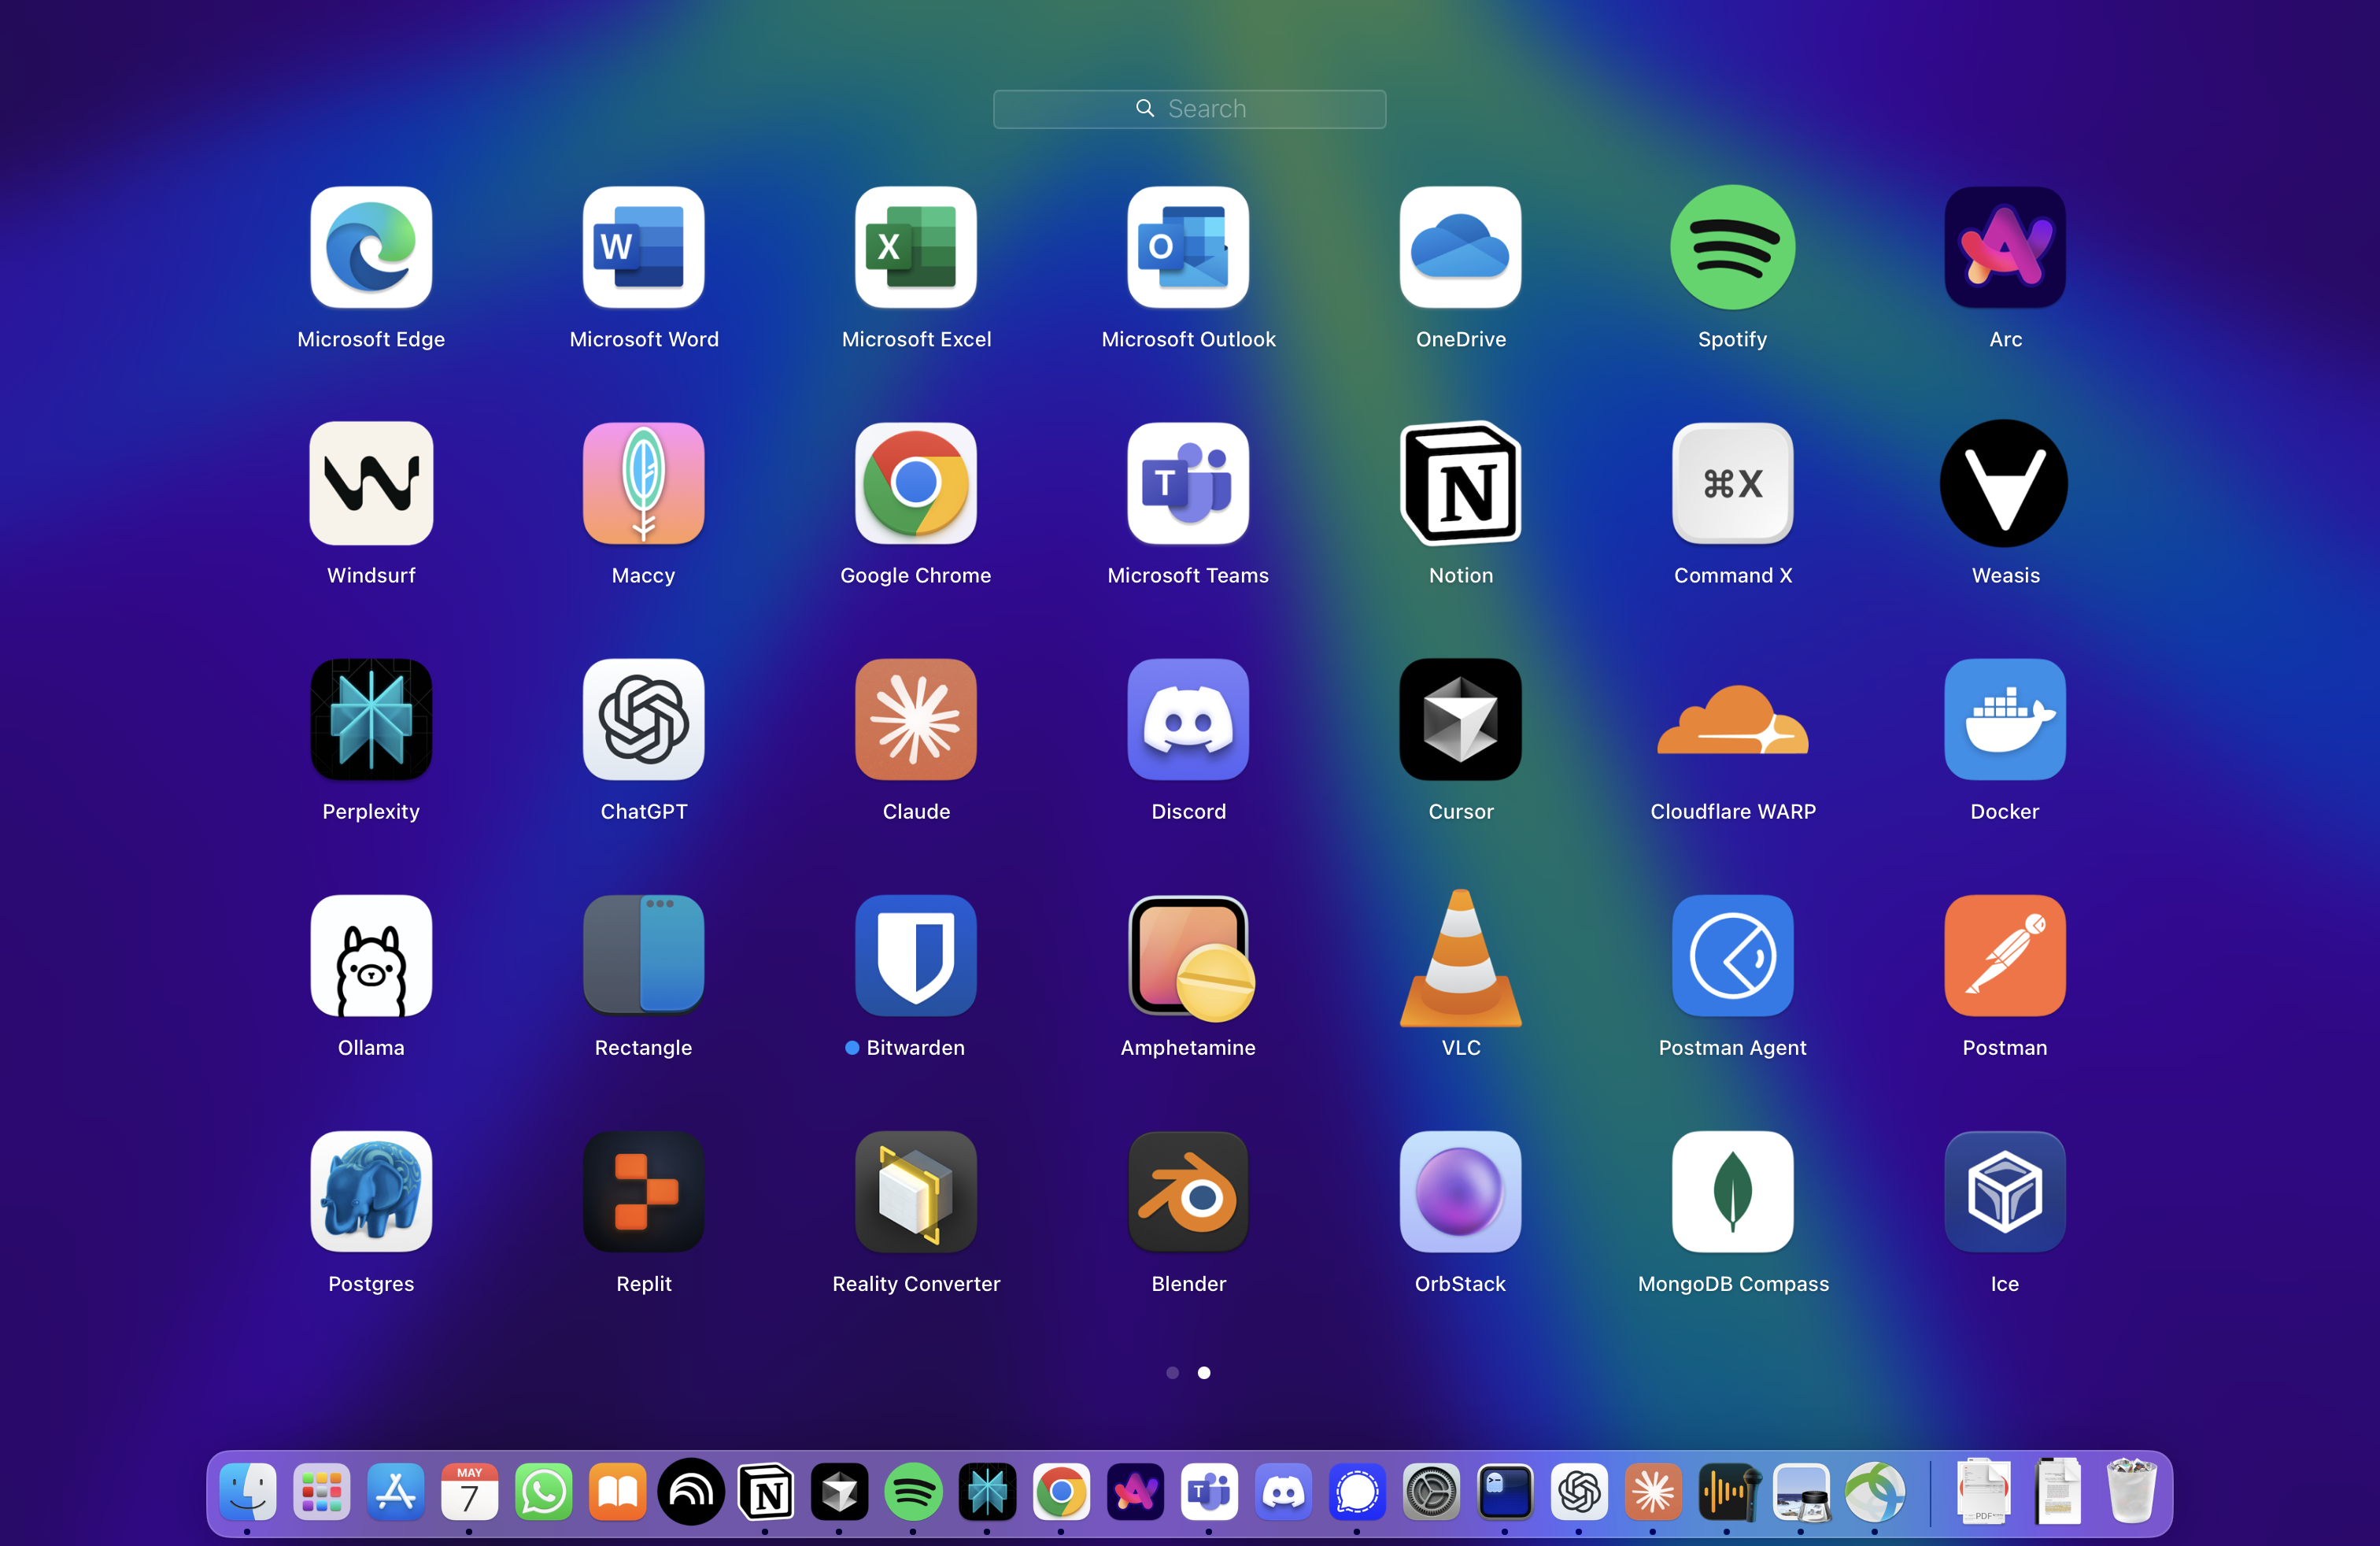 Search
Microsoft Edge
Microsoft Word
Microsoft Excel
Microsoft Outlook
OneDrive
Spotify
Arc
W
X
O
Windsurf
Maccy
Google Chrome
Microsoft Teams
Notion
Command X
Weasis
T
N
⌘X
Perplexity
ChatGPT
Claude
Discord
Cursor
Cloudflare WARP
Docker
Ollama
Rectangle
Bitwarden
Amphetamine
VLC
Postman Agent
Postman
Postgres
Replit
Reality Converter
Blender
OrbStack
MongoDB Compass
Ice
MAY
7
N
T
PDF